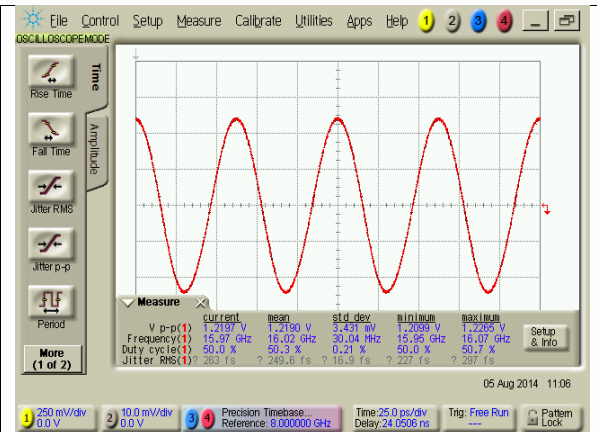 File Control Setup Measure Calibrate Utilities Apps Help 1 2 3 4
OSCILLOSCOPE MODE
Time
Amplitude
Rise Time
Fall Time
Jitter RMS
Jitter p-p
Period
More
(1 of 2)
Measure
current mean std dev minimum maximum
V p-p(1) 1.2197 V 1.2190 V 3.431 mV 1.2099 V 1.2265 V
Frequency(1) 15.97 GHz 16.02 GHz 30.04 MHz 15.95 GHz 16.07 GHz
Duty cycle(1) 50.0 % 50.3 % 0.21 % 50.0 % 50.7 %
Jitter RMS(1)? 263 fs ? 249.6 fs ? 16.9 fs ? 227 fs ? 297 fs
Setup
& Info
05 Aug 2014 11:06
1 250 mV/div
0.0 V
2 10.0 mV/div
0.0 V
3 4 Precision Timebase...
Reference: 8.000000 GHz
Time:25.0 ps/div
Delay:24.0506 ns
Trig: Free Run
---
Pattern
Lock